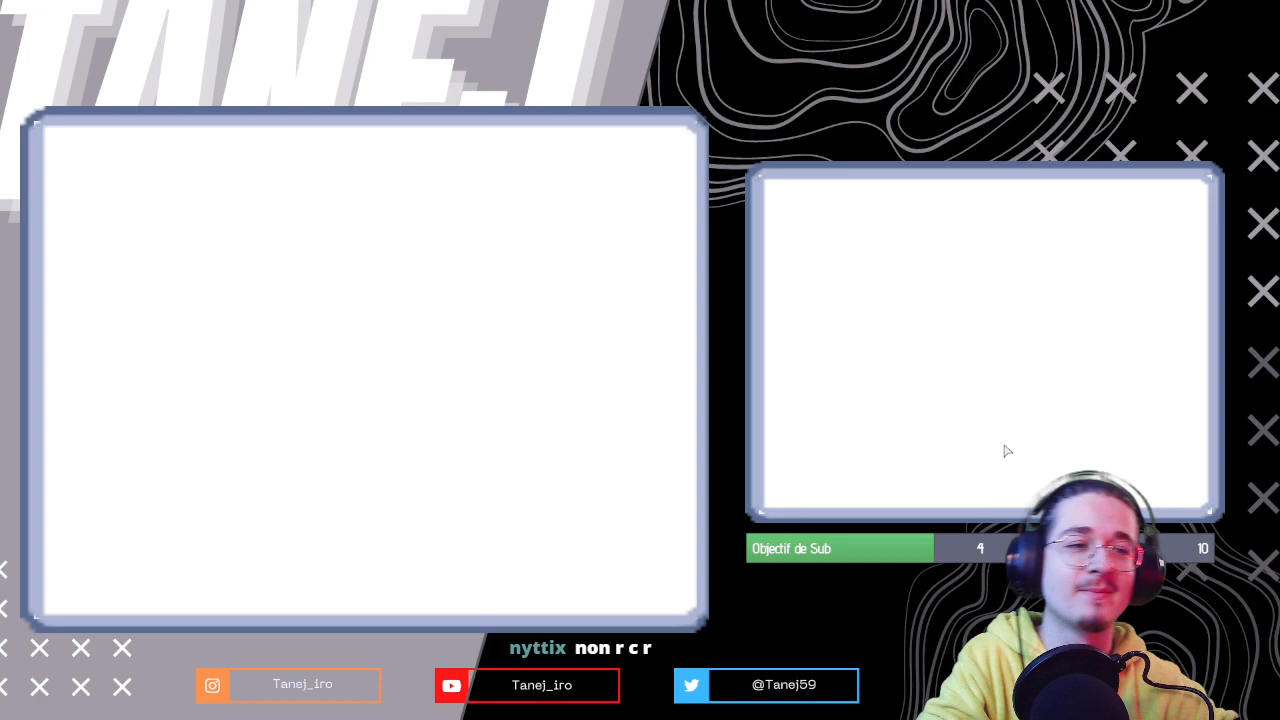 TANEJ
Objectif de Sub 4 10
nyttix non r c r
Tanej_iro Tanej_iro @Tanej59